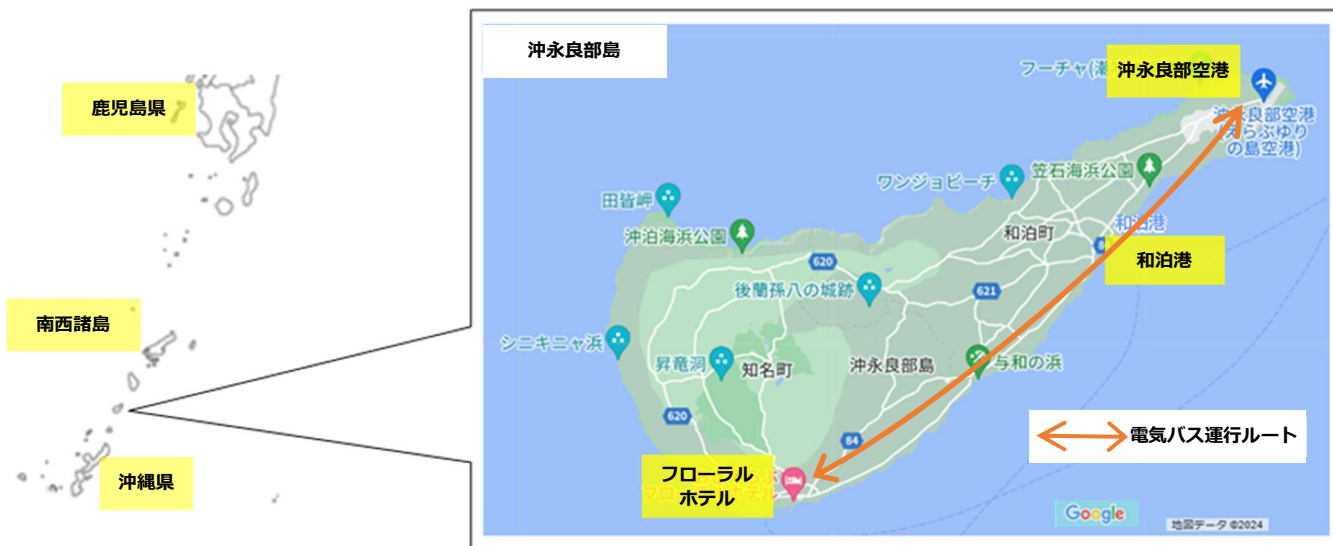 鹿児島県
南西諸島
沖縄県
沖永良部島
フーチャ(潮
沖永良部空港
沖永良部空港
(えらぶゆり
の島空港)
笠石海浜公園
ワンジョビーチ
田皆岬
沖泊海浜公園
和泊町
和泊港
和泊港
620
後蘭孫八の城跡
621
シニキニャ浜
昇竜洞
知名町
沖永良部島
与和の浜
620
84
電気バス運行ルート
フローラル
ホテル
Google
地図データ ©2024